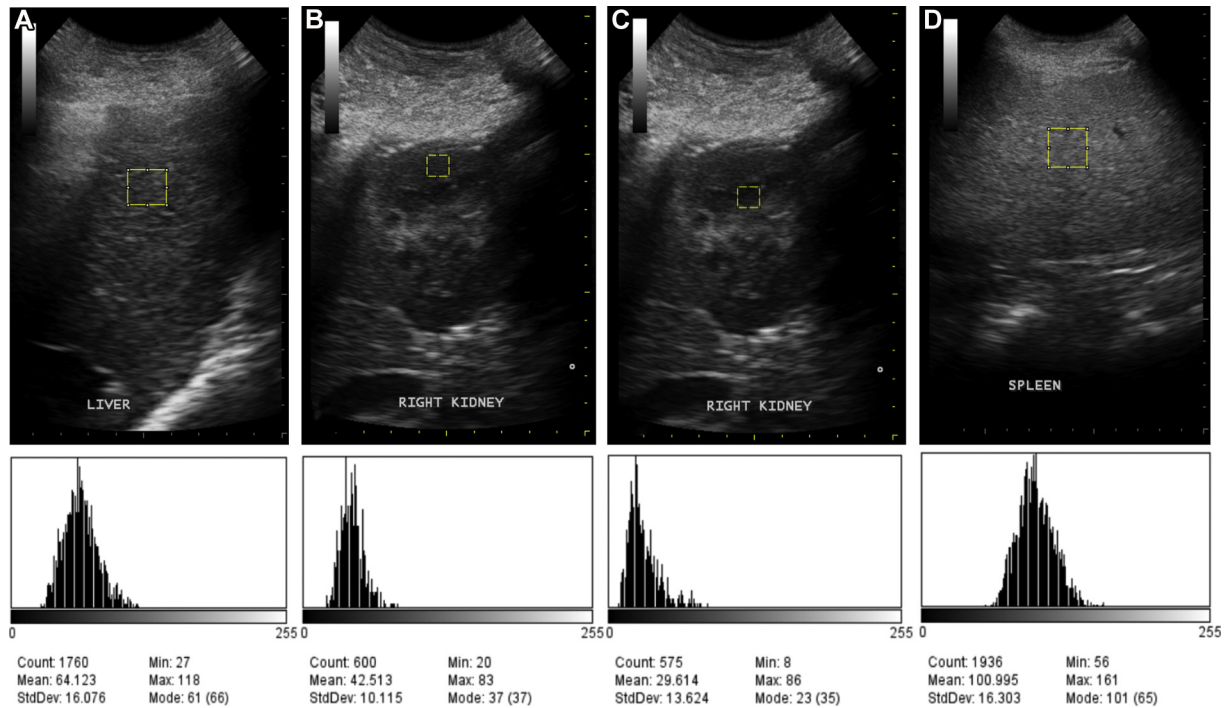 A B C D
LIVER
RIGHT KIDNEY
RIGHT KIDNEY
SPLEEN
0 255
0 255
0 255
0 255
Count: 1760 Min: 27
Mean: 64.123 Max: 118
StdDev: 16.076 Mode: 61 (66)
Count: 600 Min: 20
Mean: 42.513 Max: 83
StdDev: 10.115 Mode: 37 (37)
Count: 575 Min: 8
Mean: 29.614 Max: 86
StdDev: 13.624 Mode: 23 (35)
Count: 1936 Min: 56
Mean: 100.995 Max: 161
StdDev: 16.303 Mode: 101 (65)